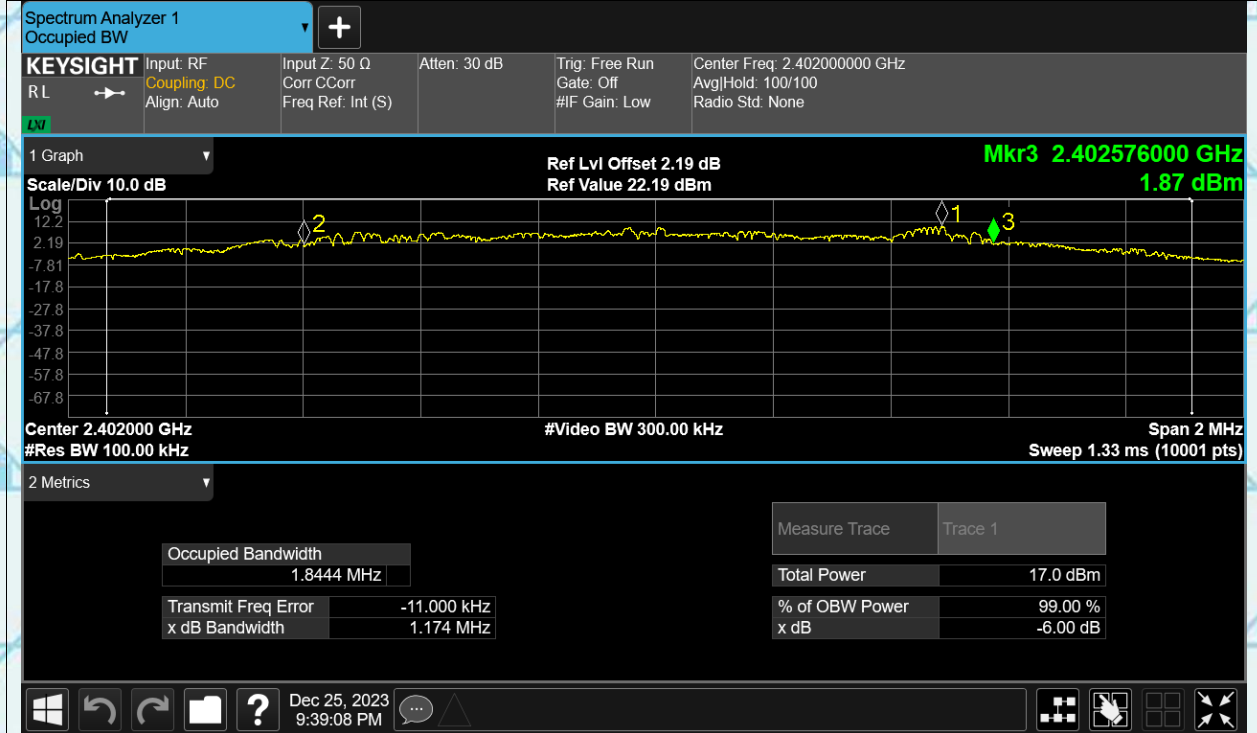 Spectrum Analyzer 1
Occupied BW
▼
+
KEYSIGHT
R L
LXI
Input: RF
Coupling: DC
Align: Auto
Input Z: 50 Ω
Corr CCorr
Freq Ref: Int (S)
Atten: 30 dB
Trig: Free Run
Gate: Off
#IF Gain: Low
Center Freq: 2.402000000 GHz
Avg|Hold: 100/100
Radio Std: None
1 Graph ▼
Scale/Div 10.0 dB
Ref Lvl Offset 2.19 dB
Ref Value 22.19 dBm
Mkr3 2.402576000 GHz
1.87 dBm
Log
12.2
2.19
-7.81
-17.8
-27.8
-37.8
-47.8
-57.8
-67.8
2
1
3
Center 2.402000 GHz
#Res BW 100.00 kHz
#Video BW 300.00 kHz
Span 2 MHz
Sweep 1.33 ms (10001 pts)
2 Metrics ▼
Occupied Bandwidth
1.8444 MHz
Transmit Freq Error -11.000 kHz
x dB Bandwidth 1.174 MHz
Measure Trace Trace 1
Total Power 17.0 dBm
% of OBW Power 99.00 %
x dB -6.00 dB
?
Dec 25, 2023
9:39:08 PM